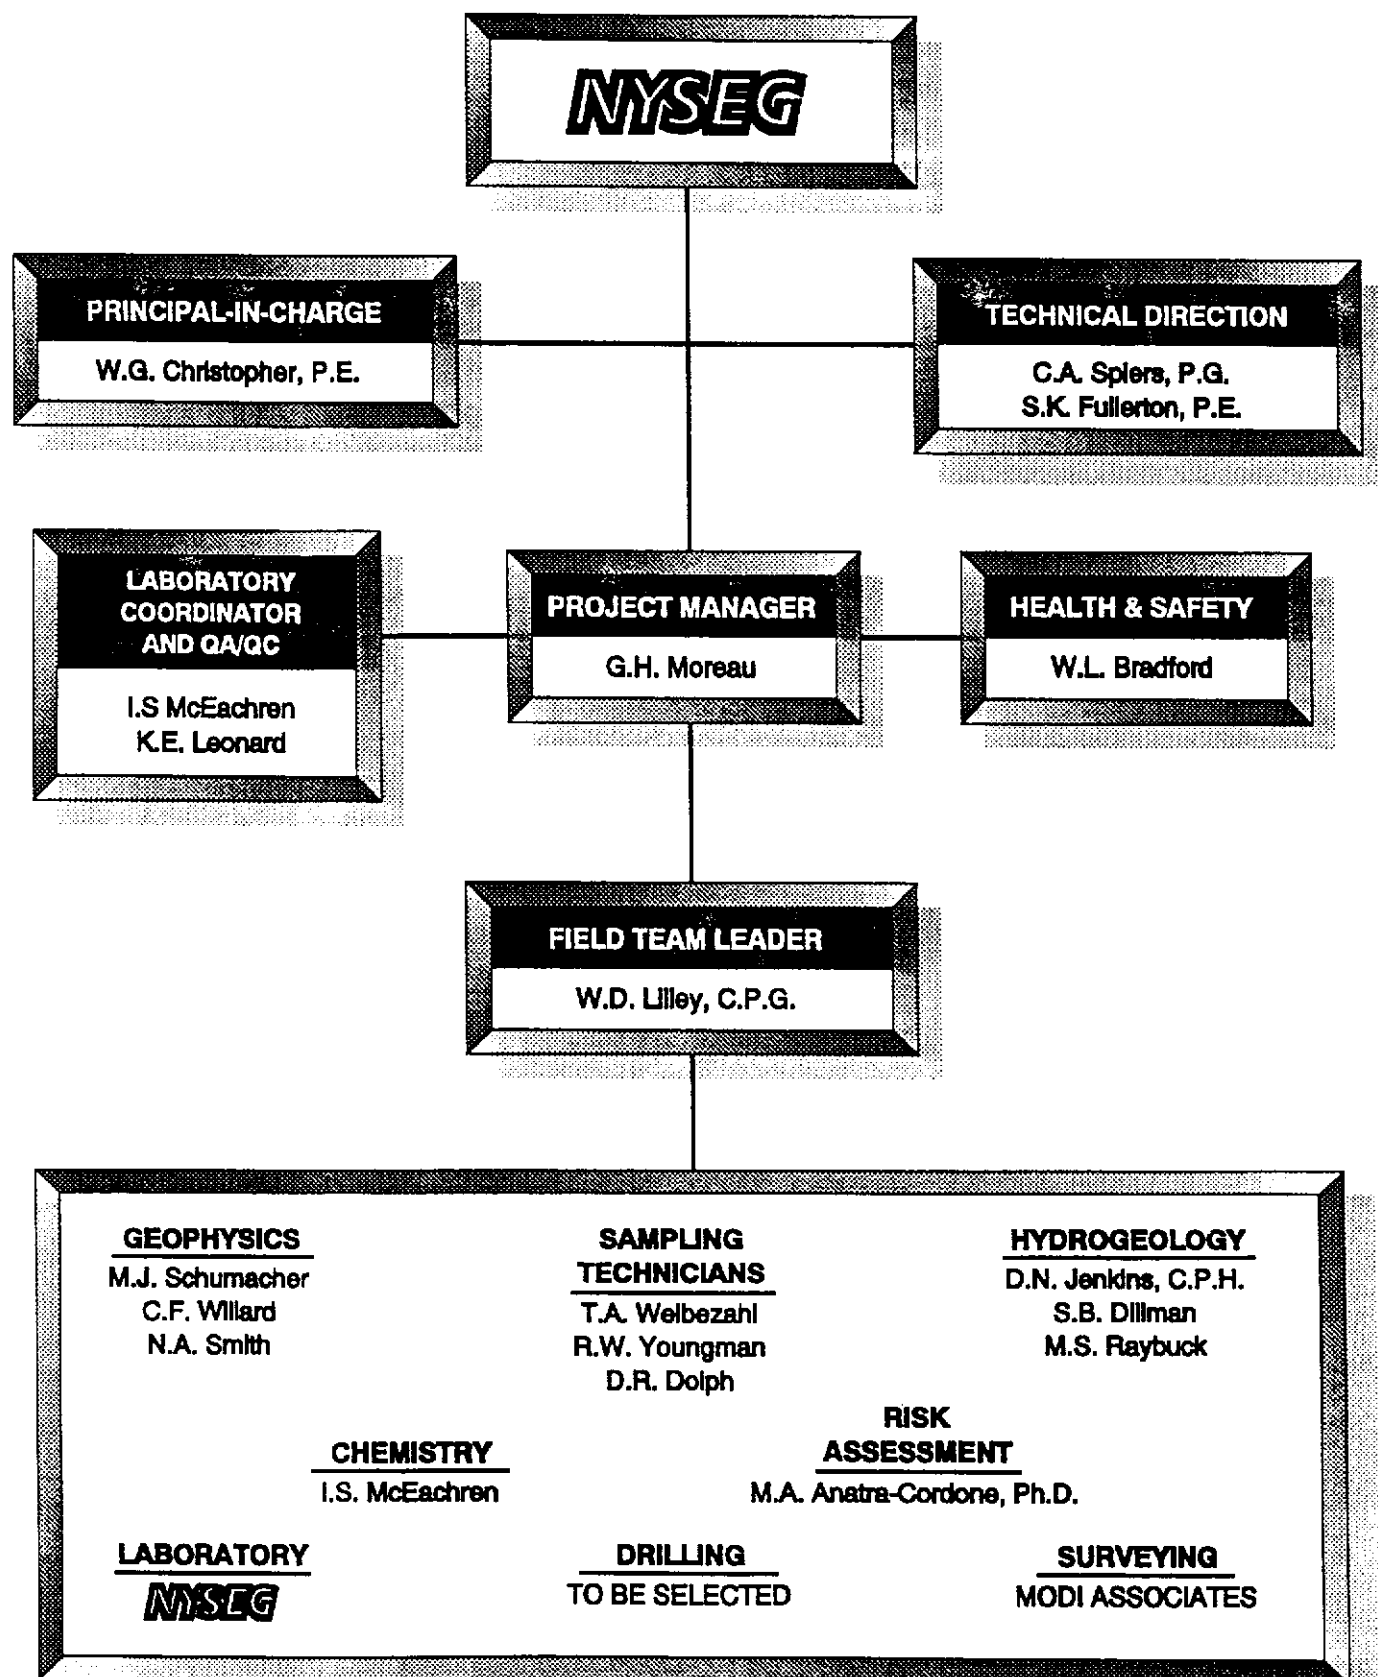 NYSEG
PRINCIPAL-IN-CHARGE
W.G. Christopher, P.E.
TECHNICAL DIRECTION
C.A. Spiers, P.G.
S.K. Fullerton, P.E.
LABORATORY
COORDINATOR
AND QA/QC
I.S McEachren
K.E. Leonard
PROJECT MANAGER
G.H. Moreau
HEALTH & SAFETY
W.L. Bradford
FIELD TEAM LEADER
W.D. Lilley, C.P.G.
GEOPHYSICS
M.J. Schumacher
C.F. Willard
N.A. Smith
SAMPLING
TECHNICIANS
T.A. Welbezahl
R.W. Youngman
D.R. Dolph
HYDROGEOLOGY
D.N. Jenkins, C.P.H.
S.B. Dillman
M.S. Raybuck
CHEMISTRY
I.S. McEachren
RISK
ASSESSMENT
M.A. Anatra-Cordone, Ph.D.
LABORATORY
NYSEG
DRILLING
TO BE SELECTED
SURVEYING
MODI ASSOCIATES